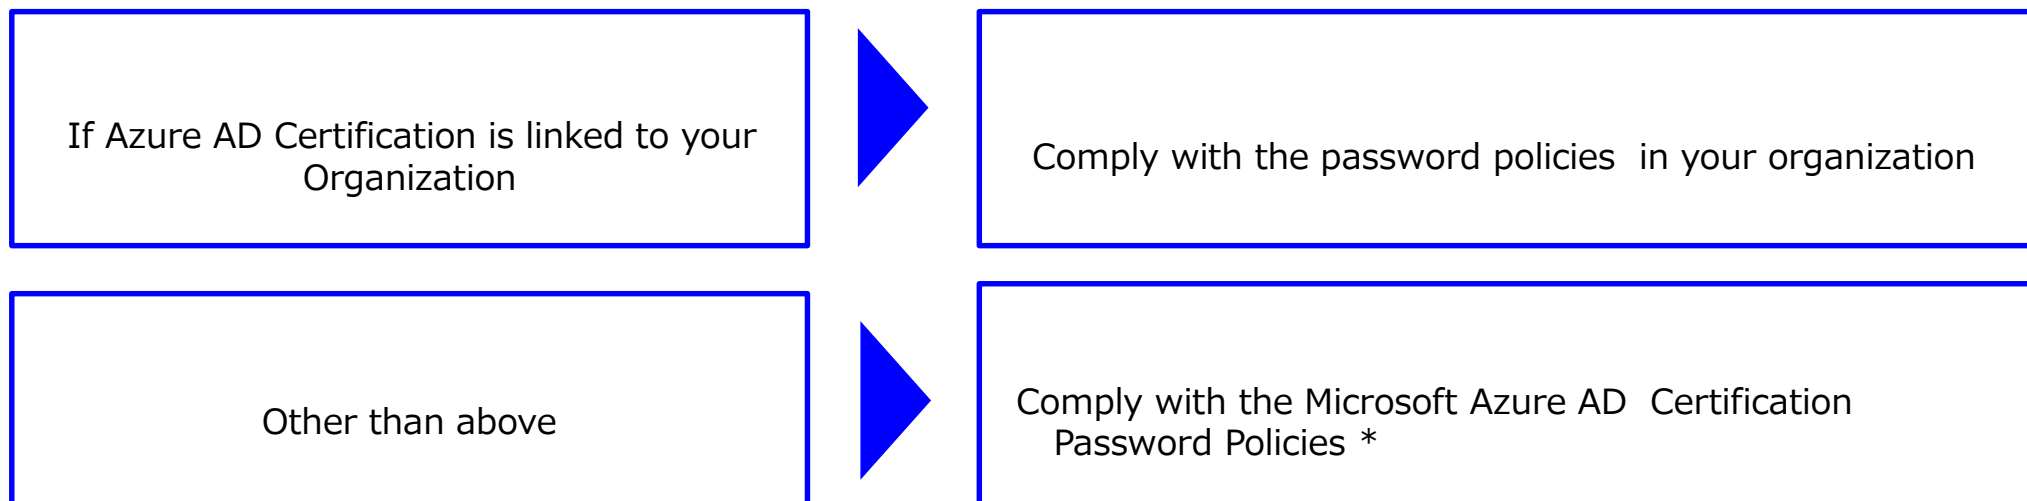 If Azure AD Certification is linked to your
Organization
Comply with the password policies  in your organization
Other than above
Comply with the Microsoft Azure AD  Certification
Password Policies *